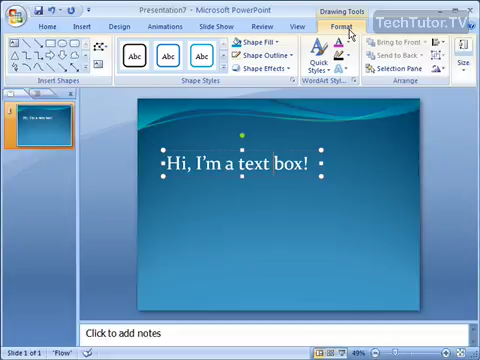 Presentation7 - Microsoft PowerPoint
Drawing Tools
TechTutor.TV
Home Insert Design Animations Slide Show Review View Format
Abc Abc Abc
Shape Fill
Shape Outline
Shape Effects
Quick Styles
Bring to Front
Send to Back
Selection Pane
Size
Insert Shapes Shape Styles WordArt Styl... Arrange
1
Hi, I'm a text box!
Hi, I'm a text box!
Click to add notes
Slide 1 of 1 "Flow" 49%